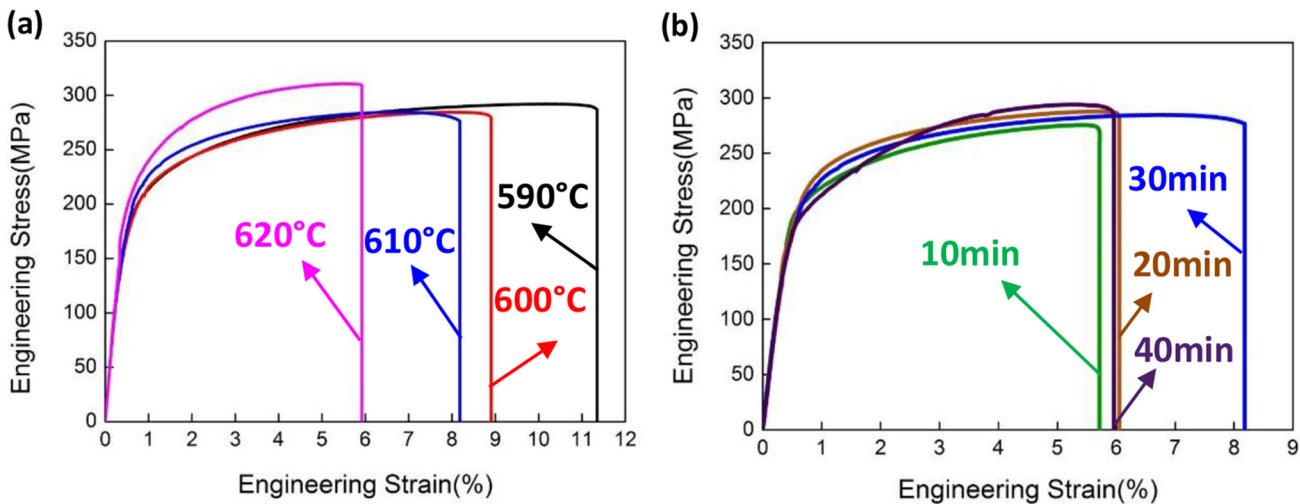 (a)
350
300
250
200
150
100
50
0
Engineering Stress(MPa)
590°C
620°C
610°C
600°C
0 1 2 3 4 5 6 7 8 9 10 11 12
Engineering Strain(%)
(b)
350
300
250
200
150
100
50
0
Engineering Stress(MPa)
30min
10min
20min
40min
0 1 2 3 4 5 6 7 8 9
Engineering Strain(%)